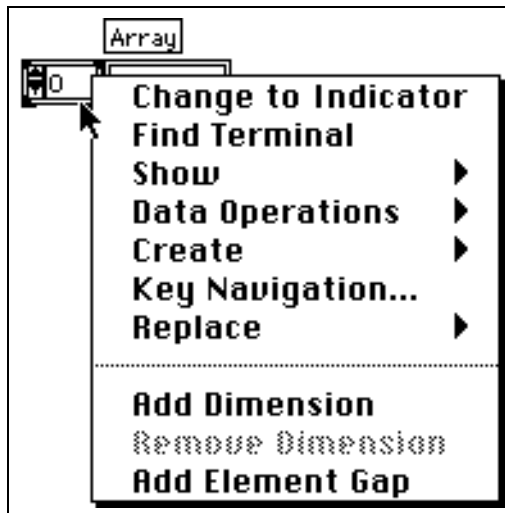 Array
0
Change to Indicator
Find Terminal
Show
Data Operations
Create
Key Navigation...
Replace
Add Dimension
Remove Dimension
Add Element Gap